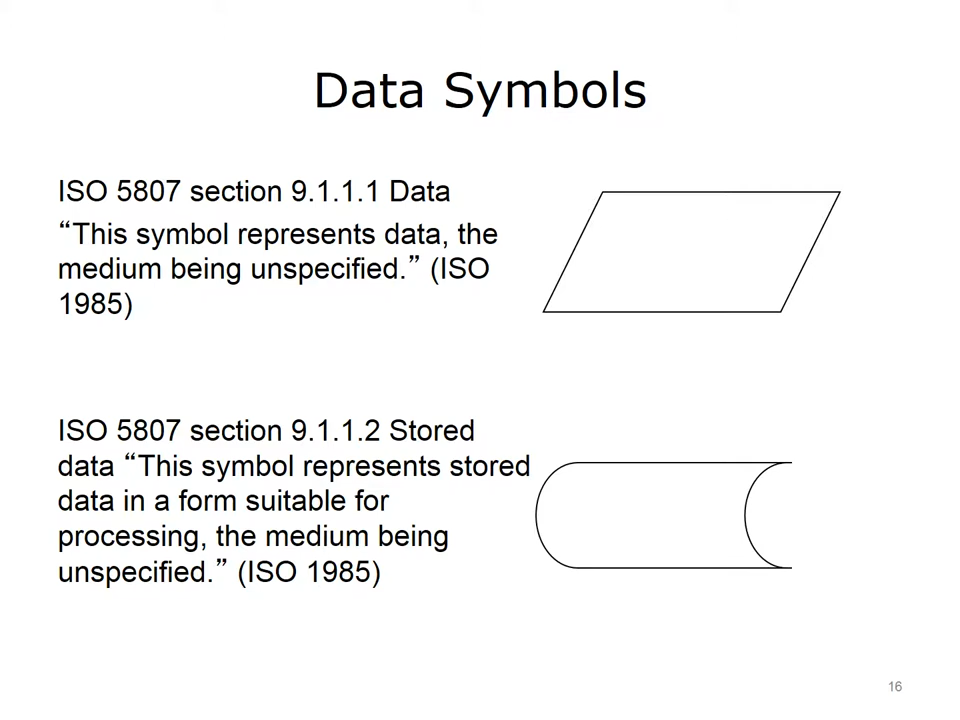 Data Symbols
ISO 5807 section 9.1.1.1 Data
“This symbol represents data, the
medium being unspecified.” (ISO
1985)
ISO 5807 section 9.1.1.2 Stored
data “This symbol represents stored
data in a form suitable for
processing, the medium being
unspecified.” (ISO 1985)
16